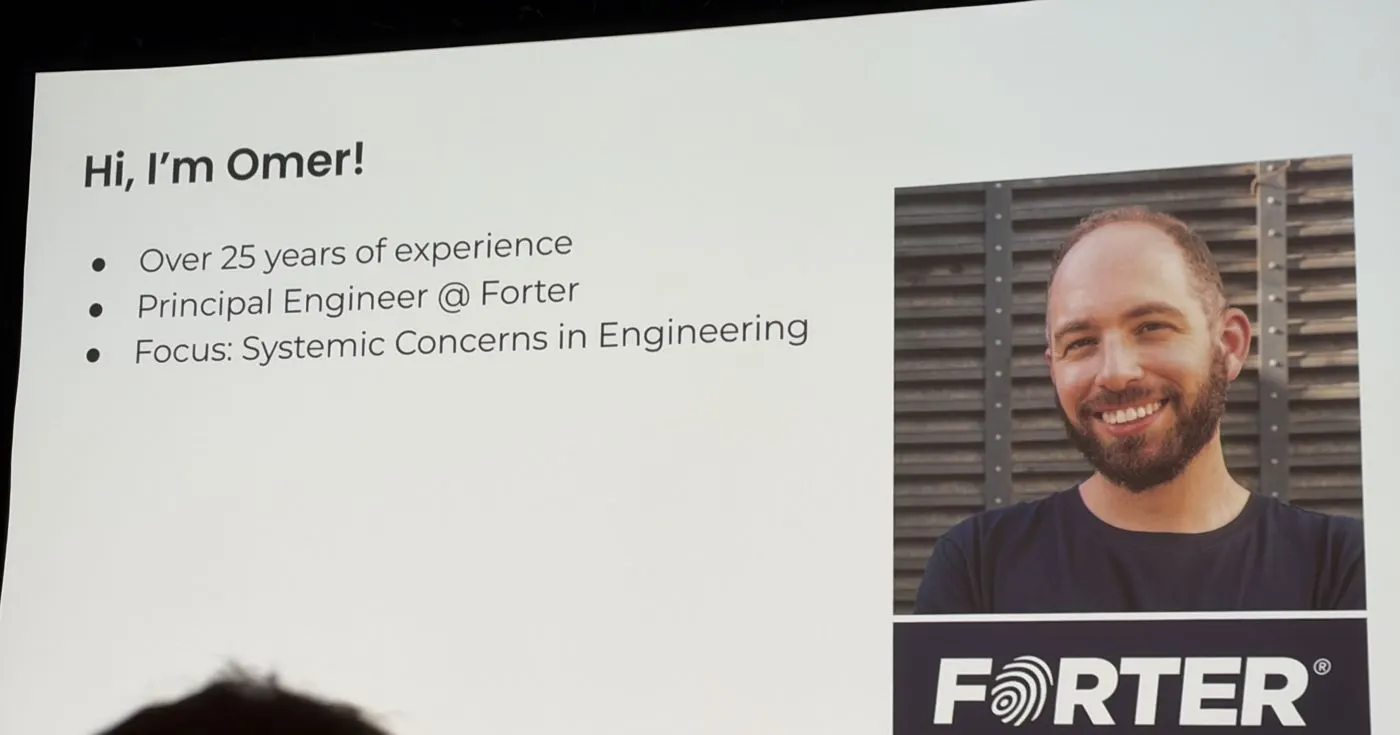 Hi, I'm Omer!
● Over 25 years of experience
● Principal Engineer @ Forter
● Focus: Systemic Concerns in Engineering
FORTER®